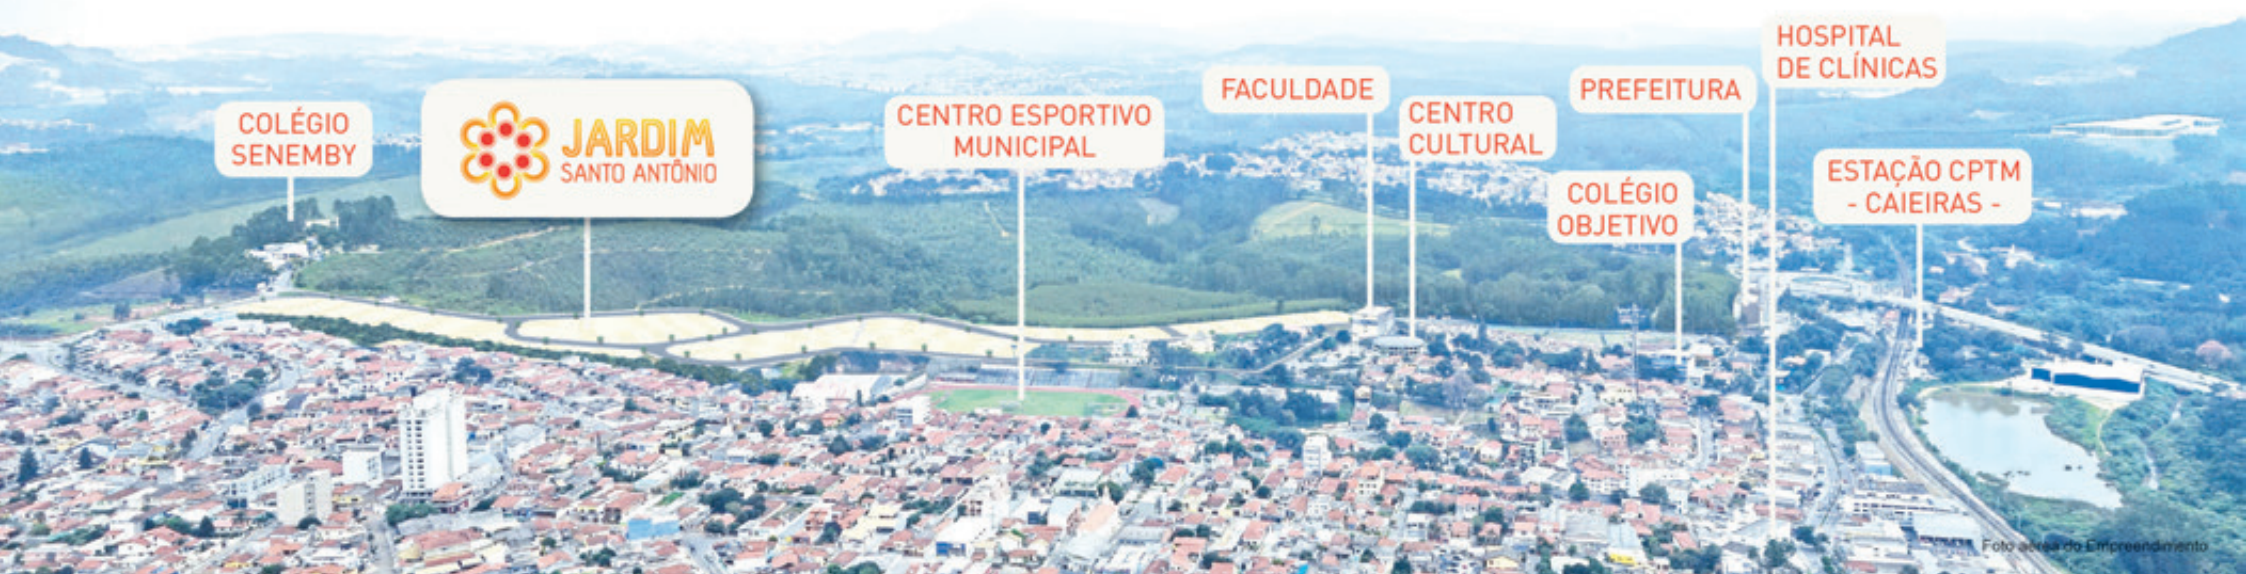 COLÉGIO
SENEMBY
JARDIM
SANTO ANTÔNIO
CENTRO ESPORTIVO
MUNICIPAL
FACULDADE
CENTRO
CULTURAL
PREFEITURA
HOSPITAL
DE CLÍNICAS
COLÉGIO
OBJETIVO
ESTAÇÃO CPTM
- CAIEIRAS -
Foto aérea do Empreendimento